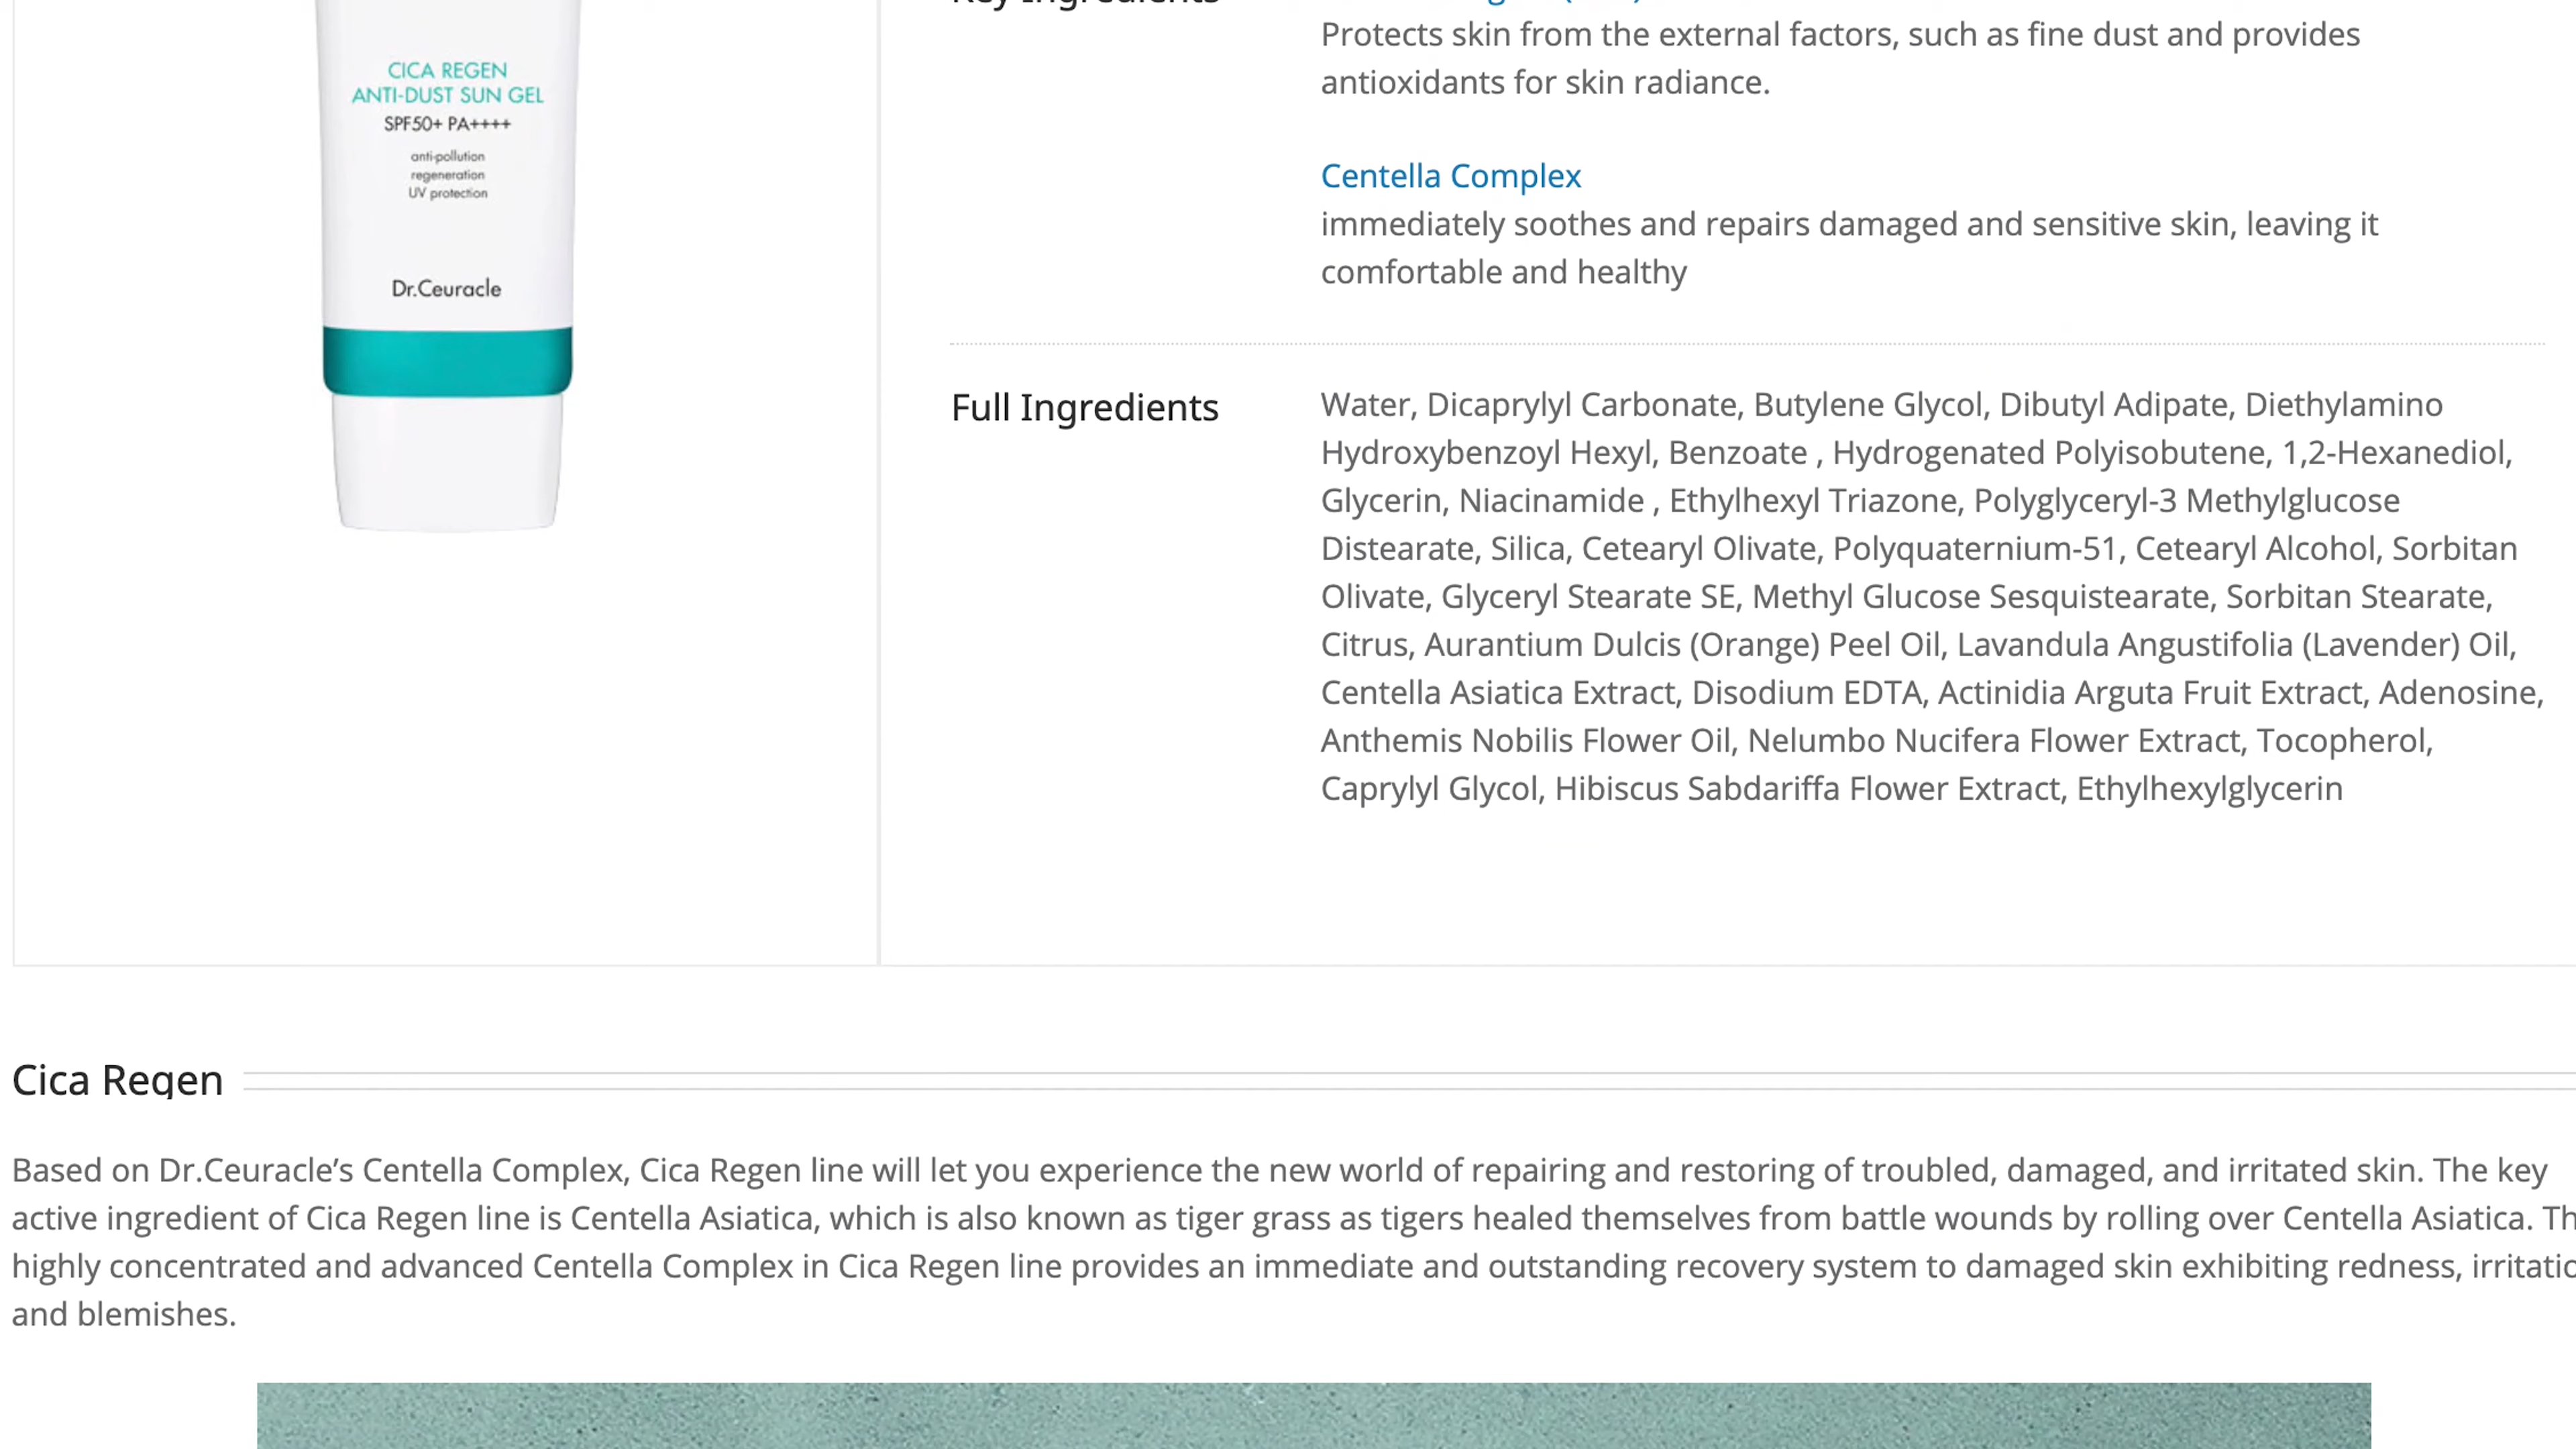 Key Ingredients
Protects skin from the external factors, such as fine dust and provides
antioxidants for skin radiance.
Centella Complex
immediately soothes and repairs damaged and sensitive skin, leaving it
comfortable and healthy
CICA REGEN
ANTI-DUST SUN GEL
SPF50+ PA++++
anti-pollution
regeneration
UV protection
Dr.Ceuracle
Full Ingredients
Water, Dicaprylyl Carbonate, Butylene Glycol, Dibutyl Adipate, Diethylamino
Hydroxybenzoyl Hexyl, Benzoate , Hydrogenated Polyisobutene, 1,2-Hexanediol,
Glycerin, Niacinamide , Ethylhexyl Triazone, Polyglyceryl-3 Methylglucose
Distearate, Silica, Cetearyl Olivate, Polyquaternium-51, Cetearyl Alcohol, Sorbitan
Olivate, Glyceryl Stearate SE, Methyl Glucose Sesquistearate, Sorbitan Stearate,
Citrus, Aurantium Dulcis (Orange) Peel Oil, Lavandula Angustifolia (Lavender) Oil,
Centella Asiatica Extract, Disodium EDTA, Actinidia Arguta Fruit Extract, Adenosine,
Anthemis Nobilis Flower Oil, Nelumbo Nucifera Flower Extract, Tocopherol,
Caprylyl Glycol, Hibiscus Sabdariffa Flower Extract, Ethylhexylglycerin
Cica Regen
Based on Dr.Ceuracle’s Centella Complex, Cica Regen line will let you experience the new world of repairing and restoring of troubled, damaged, and irritated skin. The key
active ingredient of Cica Regen line is Centella Asiatica, which is also known as tiger grass as tigers healed themselves from battle wounds by rolling over Centella Asiatica. Th
highly concentrated and advanced Centella Complex in Cica Regen line provides an immediate and outstanding recovery system to damaged skin exhibiting redness, irritatio
and blemishes.